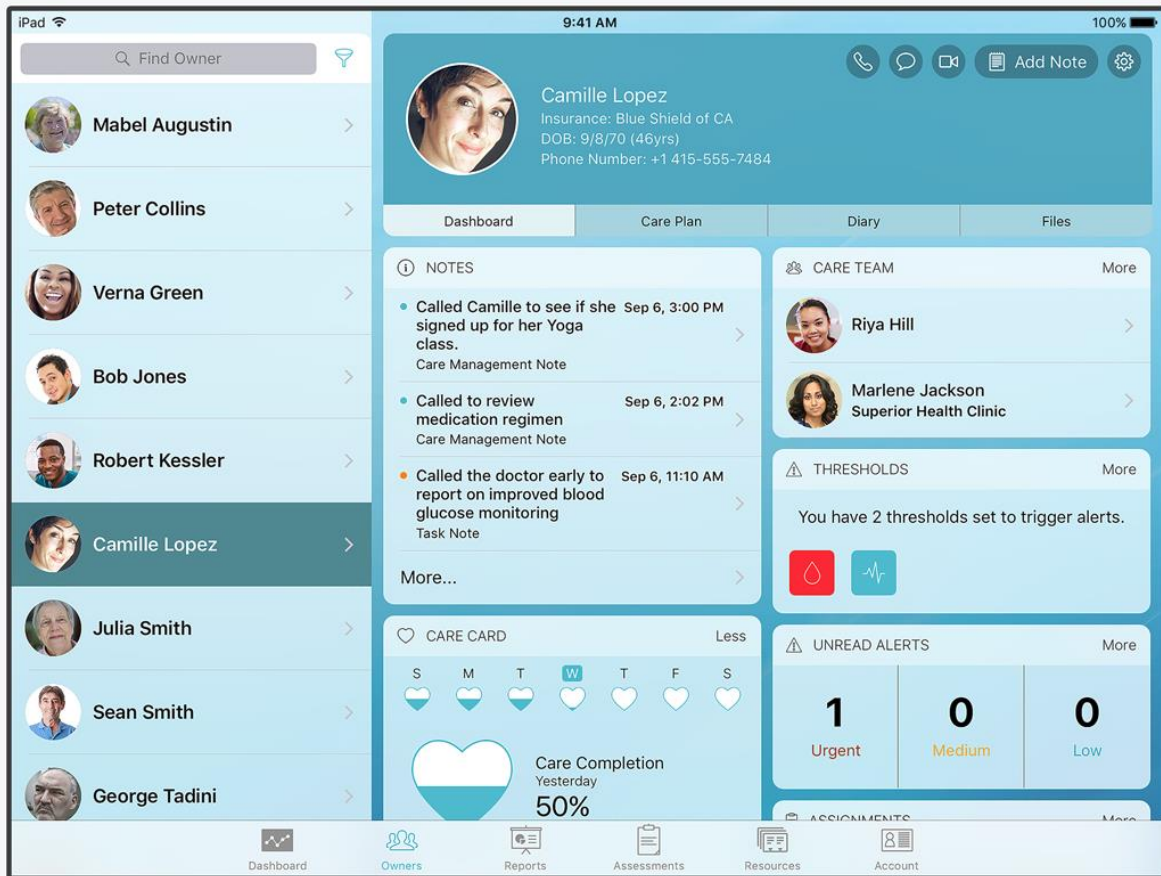 iPad
9:41 AM
100%
Find Owner
Mabel Augustin
Peter Collins
Verna Green
Bob Jones
Robert Kessler
Camille Lopez
Julia Smith
Sean Smith
George Tadini
Add Note
Camille Lopez
Insurance: Blue Shield of CA
DOB: 9/8/70 (46yrs)
Phone Number: +1 415-555-7484
Dashboard
Care Plan
Diary
Files
NOTES
Called Camille to see if she
signed up for her Yoga
class.
Sep 6, 3:00 PM
Care Management Note
Called to review
medication regimen
Sep 6, 2:02 PM
Care Management Note
Called the doctor early to
report on improved blood
glucose monitoring
Sep 6, 11:10 AM
Task Note
More...
CARE CARD
Less
S M T W T F S
Care Completion
Yesterday
50%
CARE TEAM
More
Riya Hill
Marlene Jackson
Superior Health Clinic
THRESHOLDS
More
You have 2 thresholds set to trigger alerts.
UNREAD ALERTS
More
1
Urgent
0
Medium
0
Low
ASSIGNMENTS
More
Dashboard
Owners
Reports
Assessments
Resources
Account